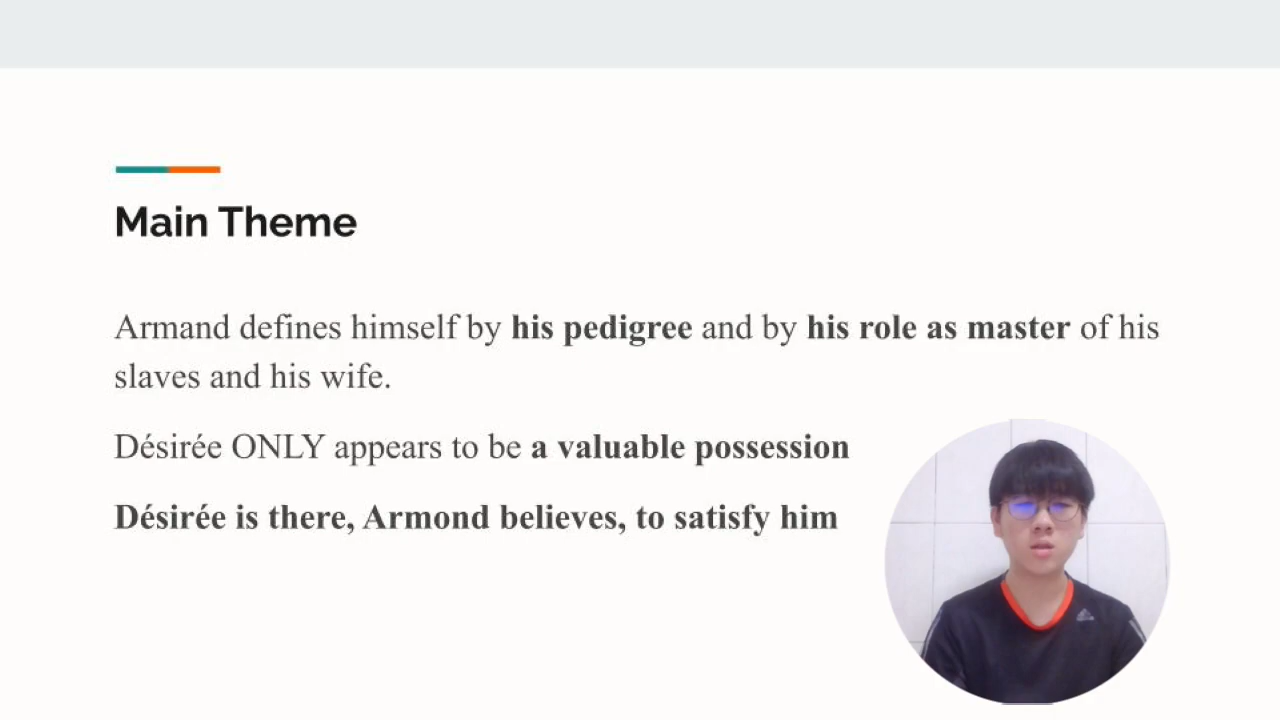 Main Theme
Armand defines himself by his pedigree and by his role as master of his
slaves and his wife.
Désirée ONLY appears to be a valuable possession
Désirée is there, Armond believes, to satisfy him